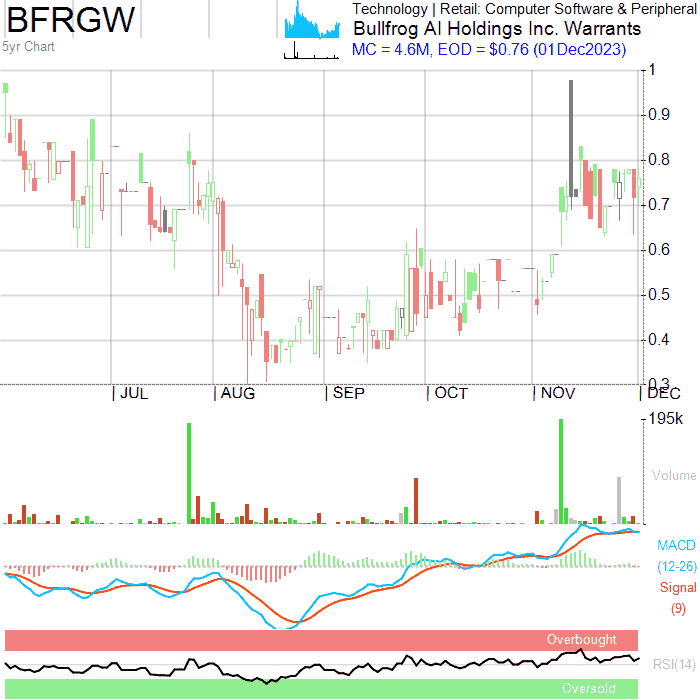 BFRGW
5yr Chart
Technology | Retail: Computer Software & Peripheral
Bullfrog AI Holdings Inc. Warrants
MC = 4.6M, EOD = $0.76 (01Dec2023)
1
0.9
0.8
0.7
0.6
0.5
0.4
0.3
JUL
AUG
SEP
OCT
NOV
DEC
195k
Volume
MACD
(12-26)
Signal
(9)
Overbought
RSI(14)
Oversold